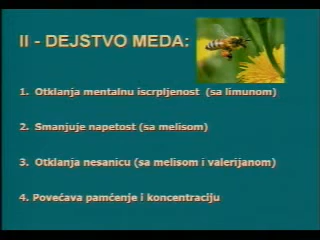 II - DEJSTVO MEDA:
1. Otklanja mentalnu iscrpljenost (sa limunom)
2. Smanjuje napetost (sa melisom)
3. Otklanja nesanicu (sa melisom i valerijanom)
4. Povećava pamćenje i koncentraciju